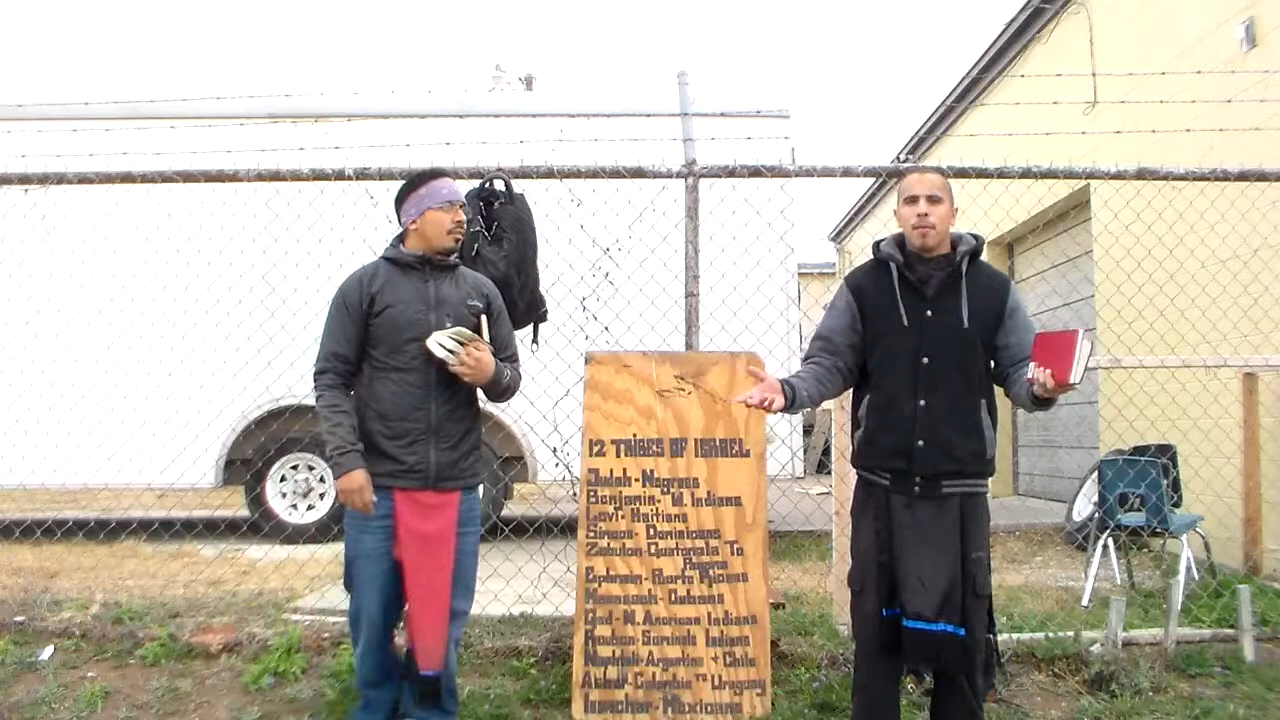 12 TRIBES OF ISRAEL
Judah-Negroes
Benjamin-W.Indians
Levi-Haitians
Simeon-Dominicans
Zebulon-Guatemala To
Panama
Ephraim-Puerto Ricans
Manasseh-Cubans
Gad-N.American Indians
Reuben-Seminole Indians
Naphtali-Argentina + Chile
Asher-Colombia To Uruguay
Issachar-Mexicans